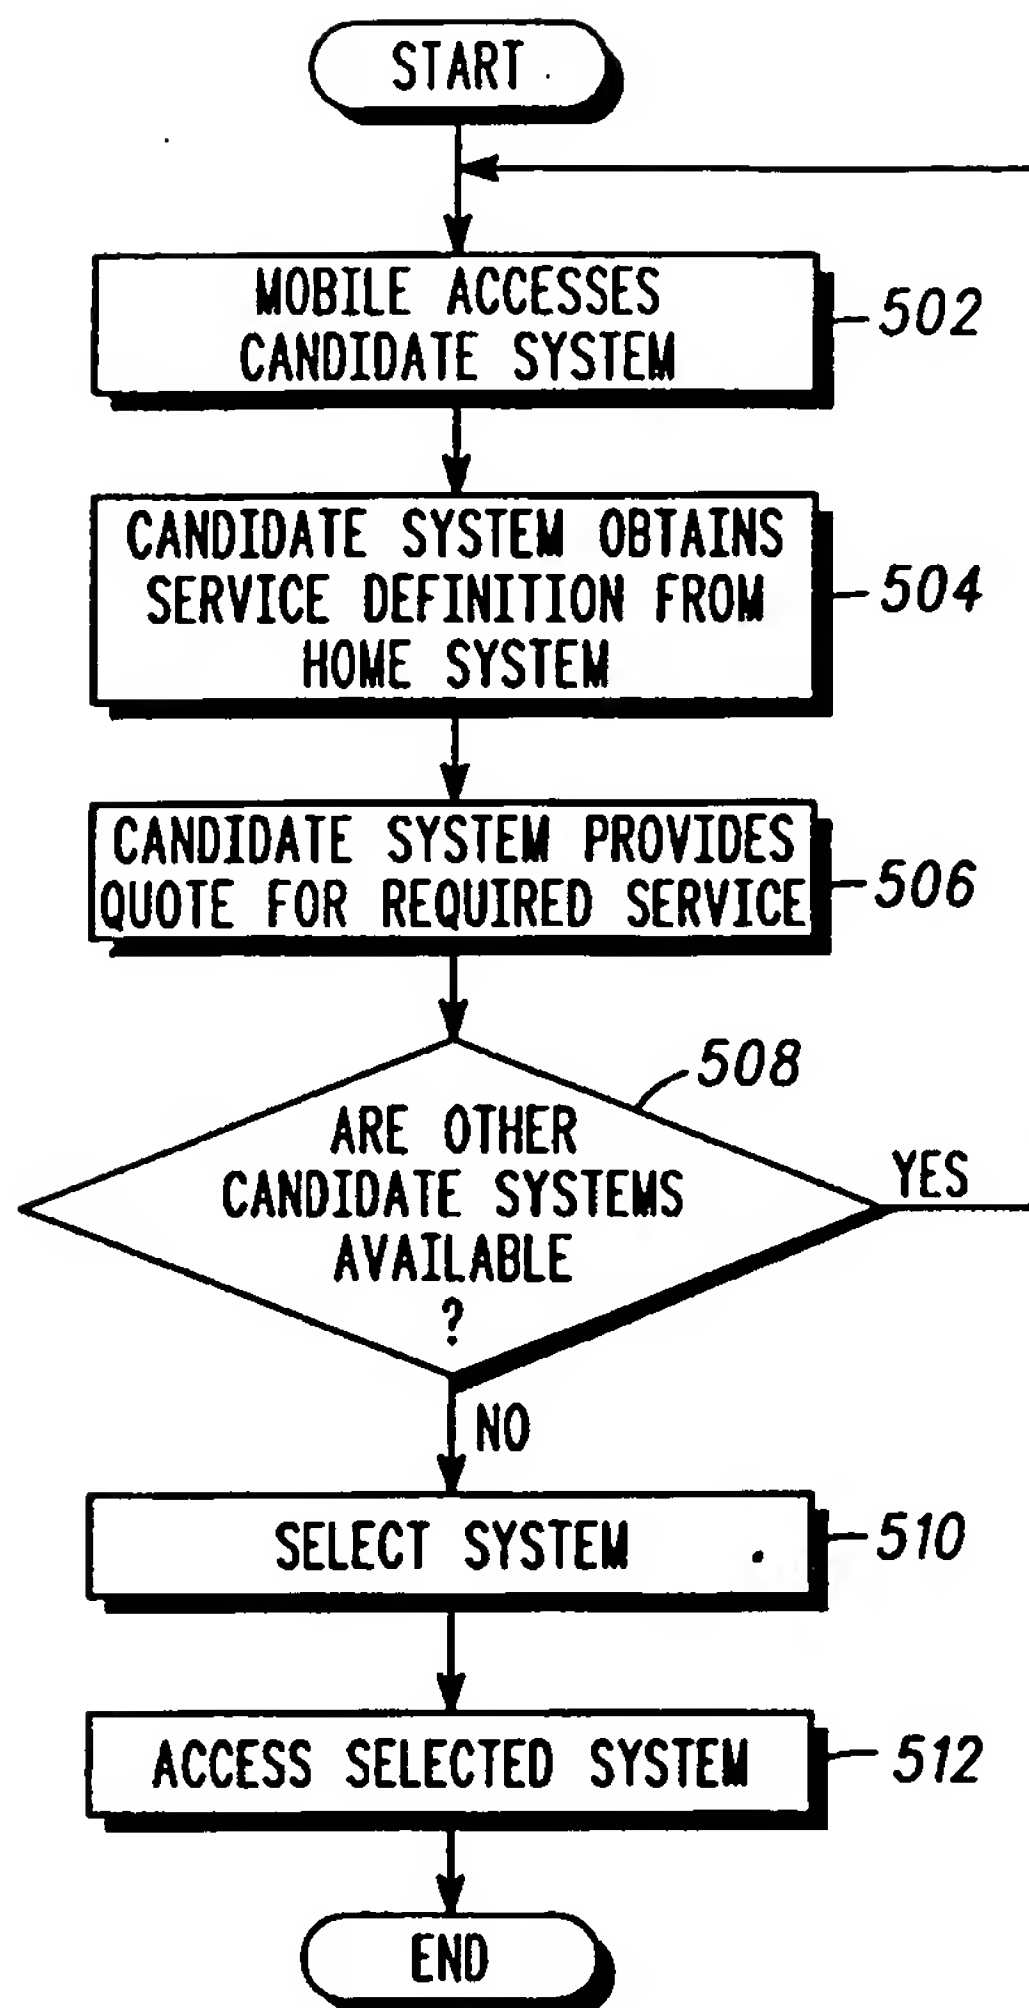 START
MOBILE ACCESSES
CANDIDATE SYSTEM
502
CANDIDATE SYSTEM OBTAINS
SERVICE DEFINITION FROM
HOME SYSTEM
504
CANDIDATE SYSTEM PROVIDES
QUOTE FOR REQUIRED SERVICE
506
508
ARE OTHER
CANDIDATE SYSTEMS
AVAILABLE
?
YES
NO
SELECT SYSTEM
510
ACCESS SELECTED SYSTEM
512
END